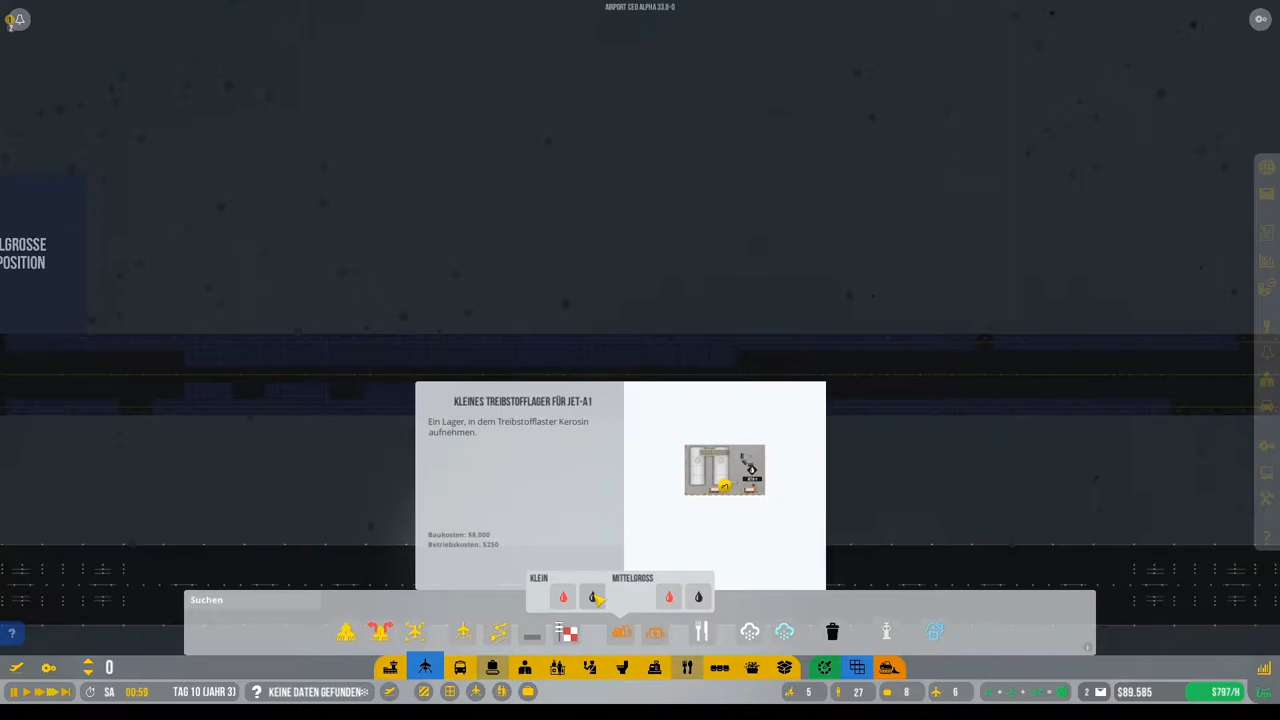 AIRPORT CEO ALPHA 33.8-0
2
LGROSSE
POSITION
KLEINES TREIBSTOFFLAGER FÜR JET-A1
Ein Lager, in dem Treibstofflaster Kerosin
aufnehmen.
Baukosten: $8.000
Betriebskosten: $250
KLEIN
MITTELGROSS
Suchen
?
0
SA
00:59
TAG 10 (JAHR 3)
? KEINE DATEN GEFUNDEN
5
27
8
6
2
$89.585
$797/H